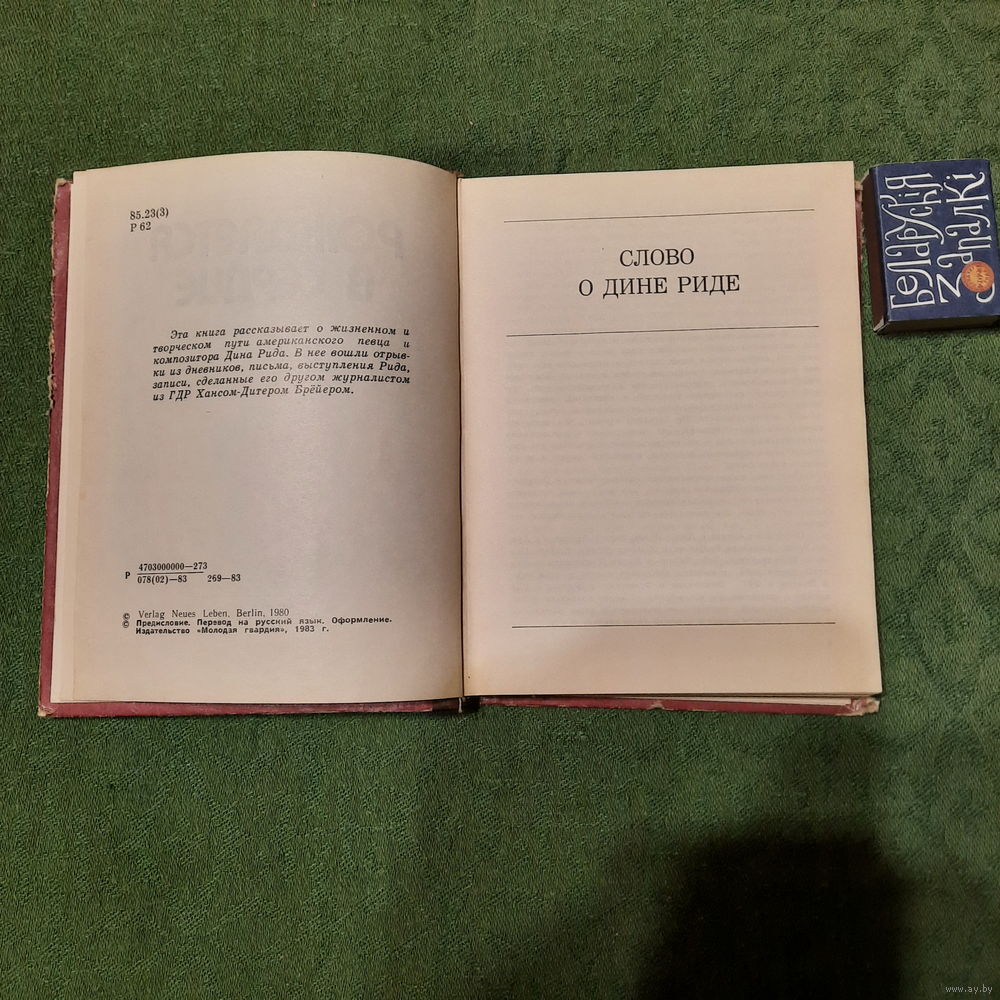 85.23(3)
Р 62
Эта книга рассказывает о жизненном и
творческом пути американского певца и
композитора Дина Рида. В нее вошли отрыв-
ки из дневников, письма, выступления Рида,
записи, сделанные его другом журналистом
из ГДР Хансом-Дитером Брёйером.
Р 4703000000—273
078(02)—83 269—83
© Verlag Neues Leben, Berlin, 1980
© Предисловие. Перевод на русский язык. Оформление.
Издательство «Молодая гвардия», 1983 г.
СЛОВО
О ДИНЕ РИДЕ
Беларускія
запалкі
www.ay.by